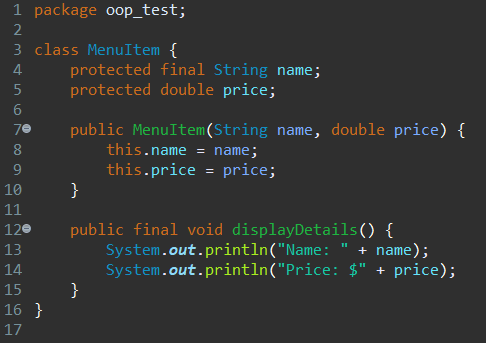 1 package oop_test;
2
3 class MenuItem {
4     protected final String name;
5     protected double price;
6
7     public MenuItem(String name, double price) {
8         this.name = name;
9         this.price = price;
10     }
11
12     public final void displayDetails() {
13         System.out.println("Name: " + name);
14         System.out.println("Price: $" + price);
15     }
16 }
17